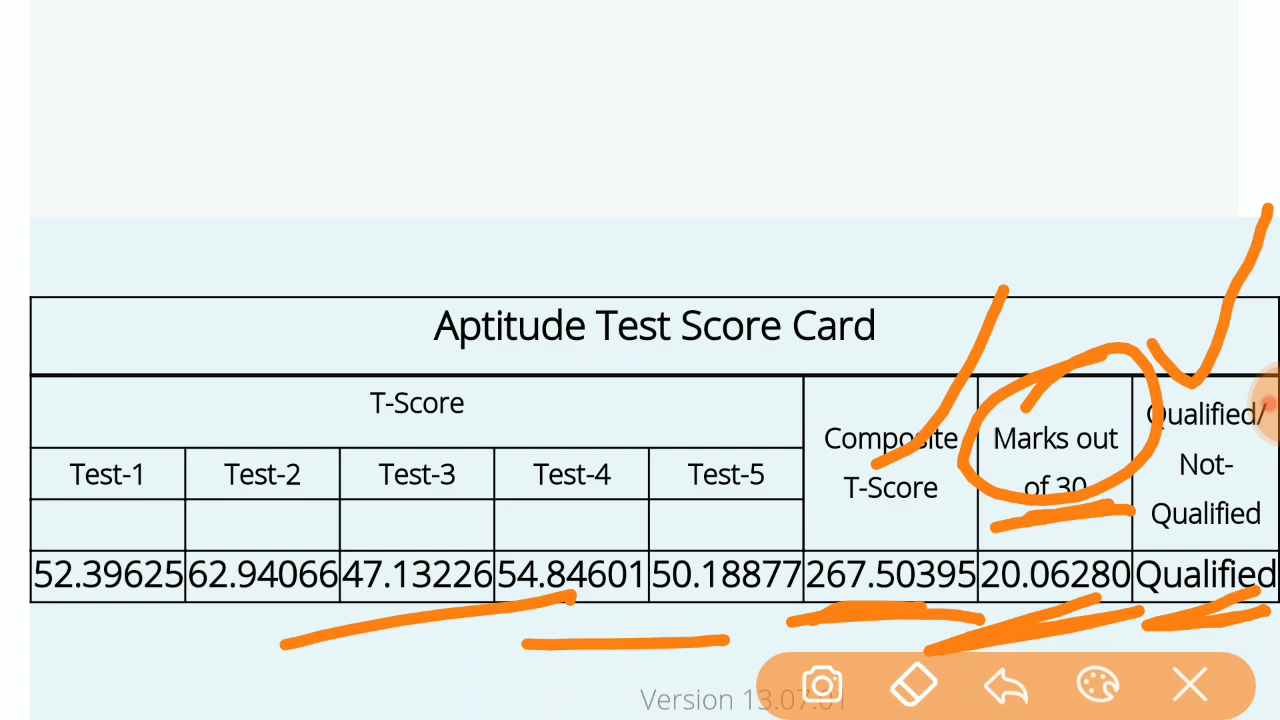 Aptitude Test Score Card
T-Score
Composite
T-Score
Marks out
of 30
Qualified/
Not-
Qualified
Test-1 Test-2 Test-3 Test-4 Test-5
52.39625 62.94066 47.13226 54.84601 50.18877 267.50395 20.06280 Qualified
Version 13.07.01